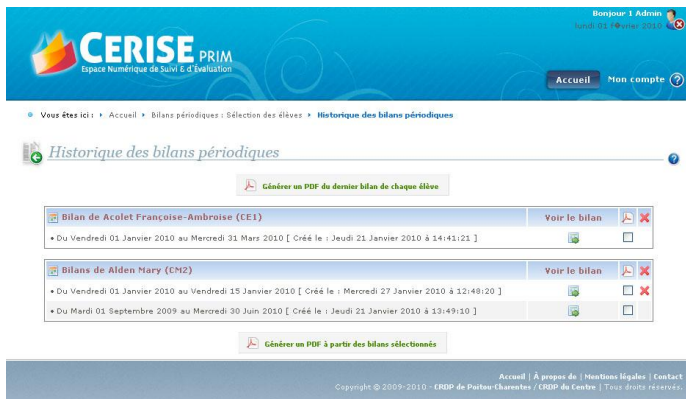 Bonjour 1 Admin
lundi 01 F�vrier 2010
CERISE PRIM
Espace Numérique de Suivi & d'Évaluation
Accueil Mon compte ?
Vous êtes ici : Accueil Bilans périodiques : Sélection des élèves Historique des bilans périodiques
Historique des bilans périodiques
Générer un PDF du dernier bilan de chaque élève
Bilan de Acolet Françoise-Ambroise (CE1) Voir le bilan
• Du Vendredi 01 Janvier 2010 au Mercredi 31 Mars 2010 [ Créé le : Jeudi 21 Janvier 2010 à 14:41:21 ]
Bilans de Alden Mary (CM2) Voir le bilan
• Du Vendredi 01 Janvier 2010 au Vendredi 15 Janvier 2010 [ Créé le : Mercredi 27 Janvier 2010 à 12:48:20 ]
• Du Mardi 01 Septembre 2009 au Mercredi 30 Juin 2010 [ Créé le : Jeudi 21 Janvier 2010 à 13:49:10 ]
Générer un PDF à partir des bilans sélectionnés
Accueil | À propos de | Mentions légales | Contact
Copyright © 2009-2010 - CRDP de Poitou-Charentes / CRDP du Centre | Tous droits réservés.